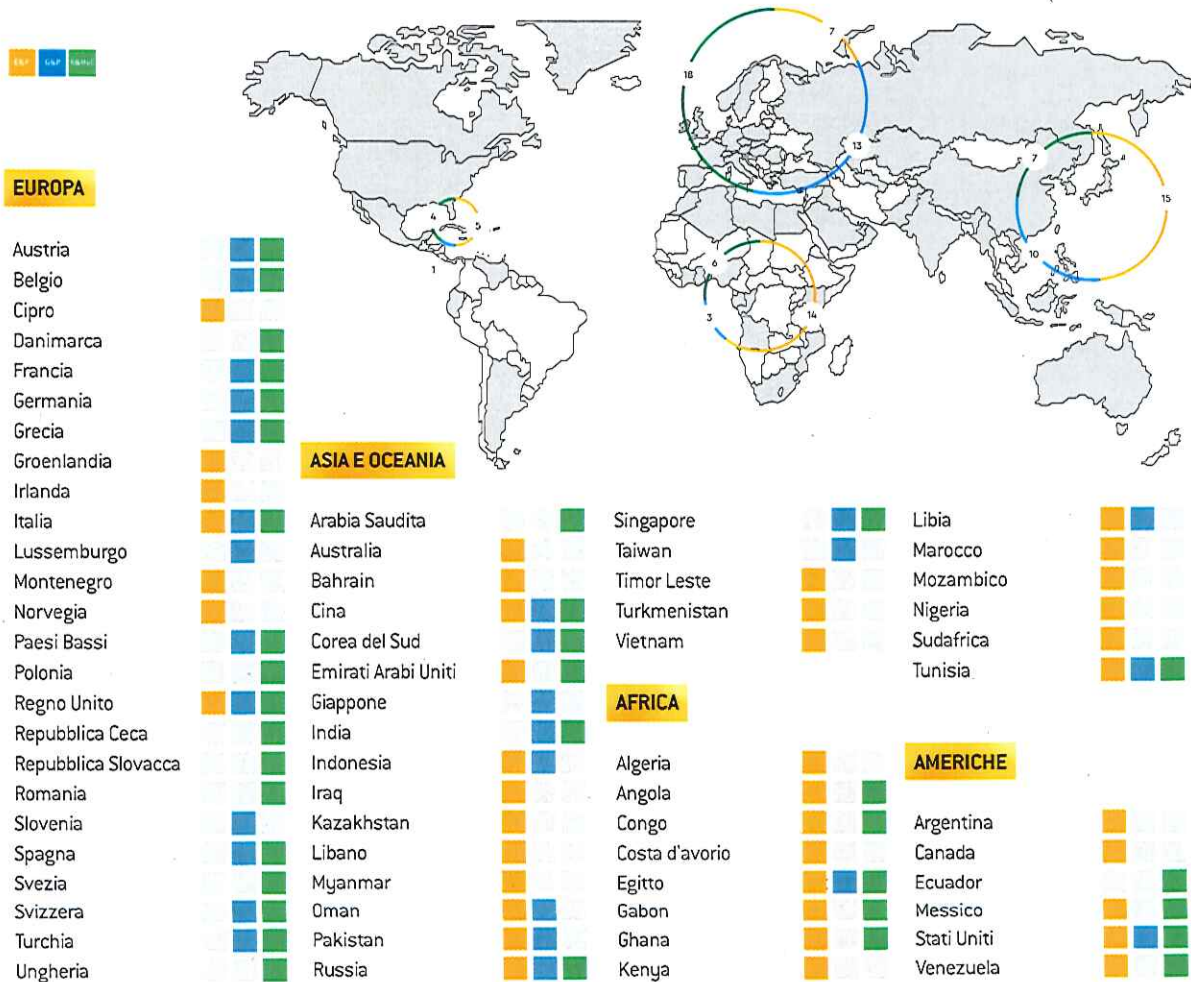 E&P G&P R&MeC
7
18
13
7
15
10
4
5
1
6
3
14
EUROPA
Austria
Belgio
Cipro
Danimarca
Francia
Germania
Grecia
Groenlandia
Irlanda
Italia
Lussemburgo
Montenegro
Norvegia
Paesi Bassi
Polonia
Regno Unito
Repubblica Ceca
Repubblica Slovacca
Romania
Slovenia
Spagna
Svezia
Svizzera
Turchia
Ungheria
ASIA E OCEANIA
Arabia Saudita
Australia
Bahrain
Cina
Corea del Sud
Emirati Arabi Uniti
Giappone
India
Indonesia
Iraq
Kazakhstan
Libano
Myanmar
Oman
Pakistan
Russia
Singapore
Taiwan
Timor Leste
Turkmenistan
Vietnam
AFRICA
Algeria
Angola
Congo
Costa d'avorio
Egitto
Gabon
Ghana
Kenya
Libia
Marocco
Mozambico
Nigeria
Sudafrica
Tunisia
AMERICHE
Argentina
Canada
Ecuador
Messico
Stati Uniti
Venezuela